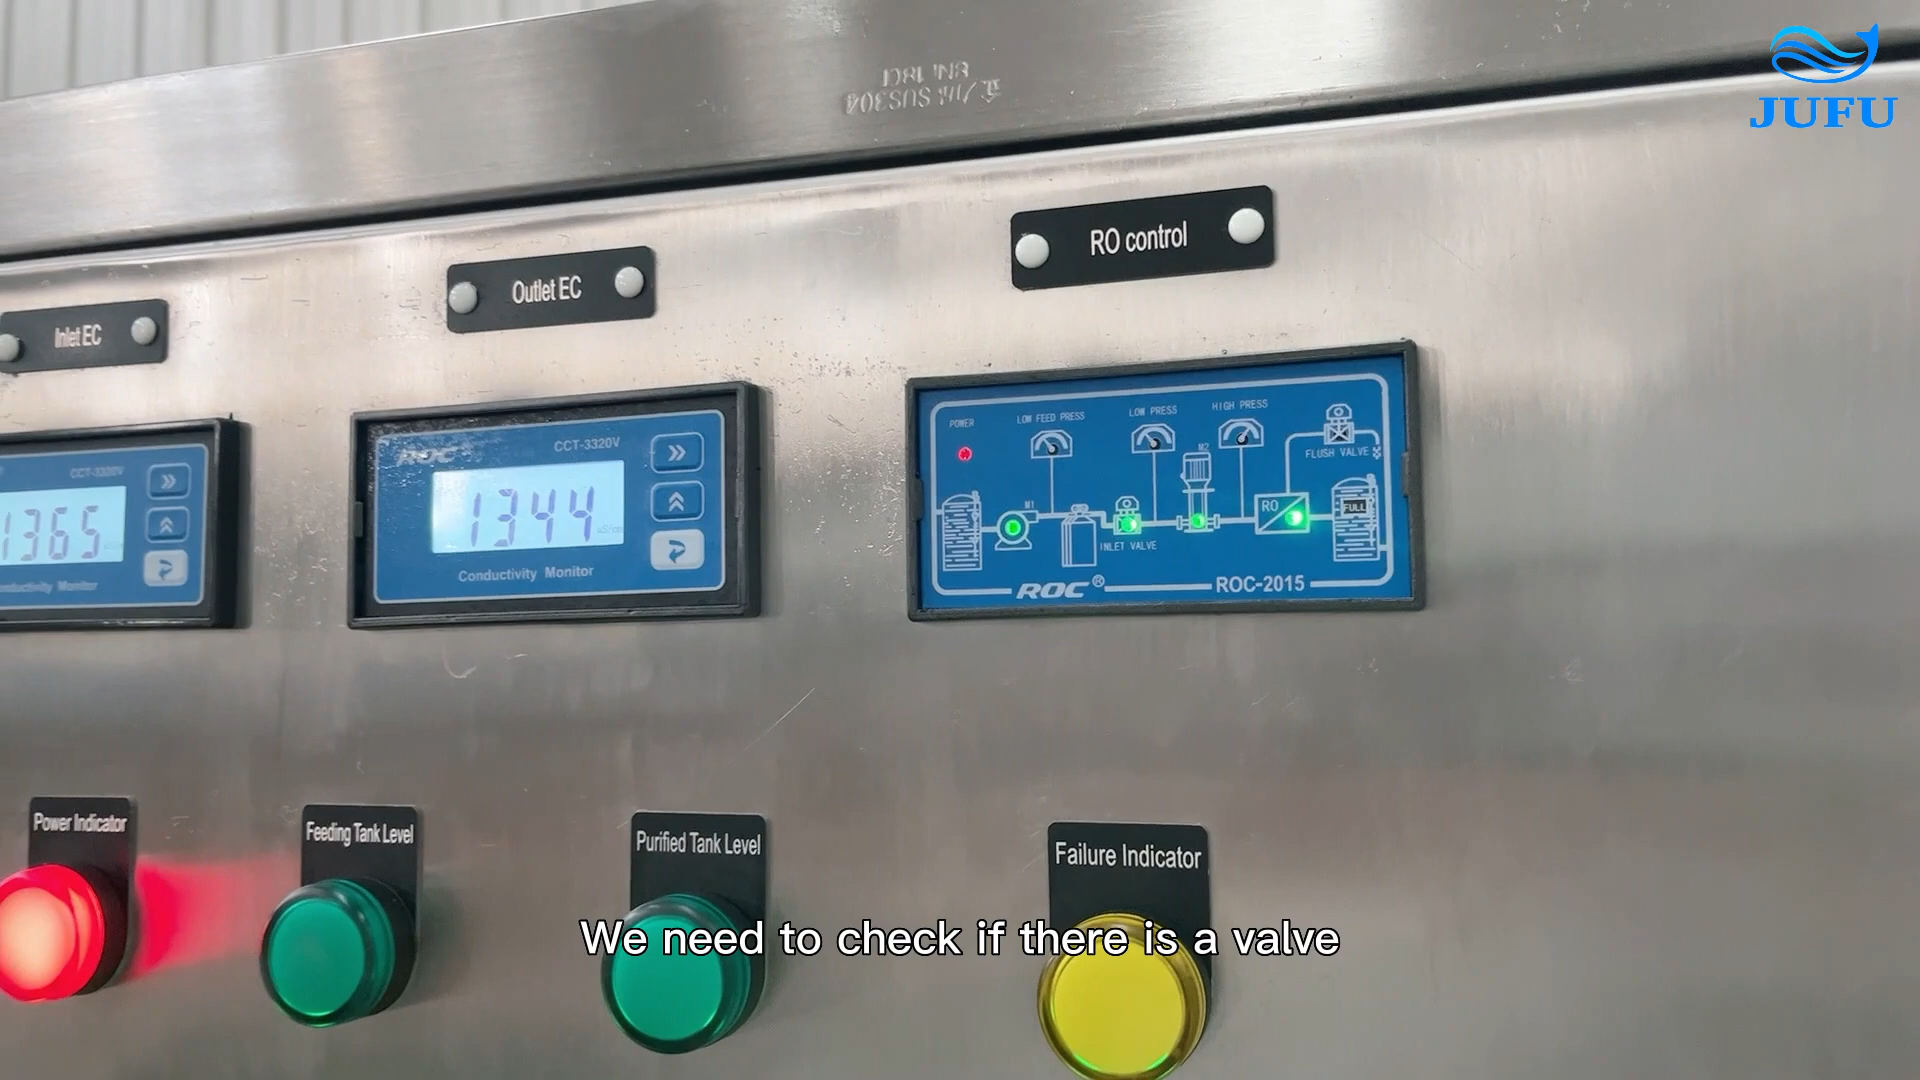 JUFU
SUS304
RO control
Outlet EC
Inlet EC
POWER
LOW FEED PRESS
LOW PRESS
HIGH PRESS
M2
FLUSH VALVE
RO
FULL
M1
INLET VALVE
ROC®
ROC-2015
ROC
CCT-3320V
1344
Conductivity Monitor
CCT-3320V
1365
Monitor
Power Indicator
Feeding Tank Level
Purified Tank Level
Failure Indicator
We need to check if there is a valve